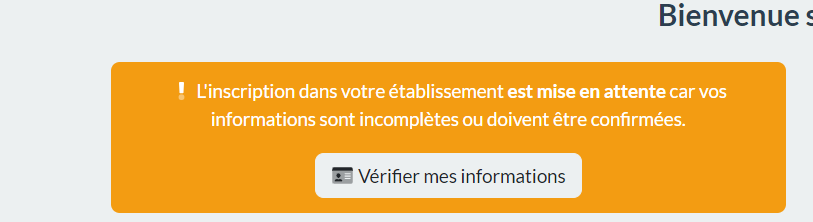 Bienvenue
❗ L'inscription dans votre établissement est mise en attente car vos
informations sont incomplètes ou doivent être confirmées.
Vérifier mes informations